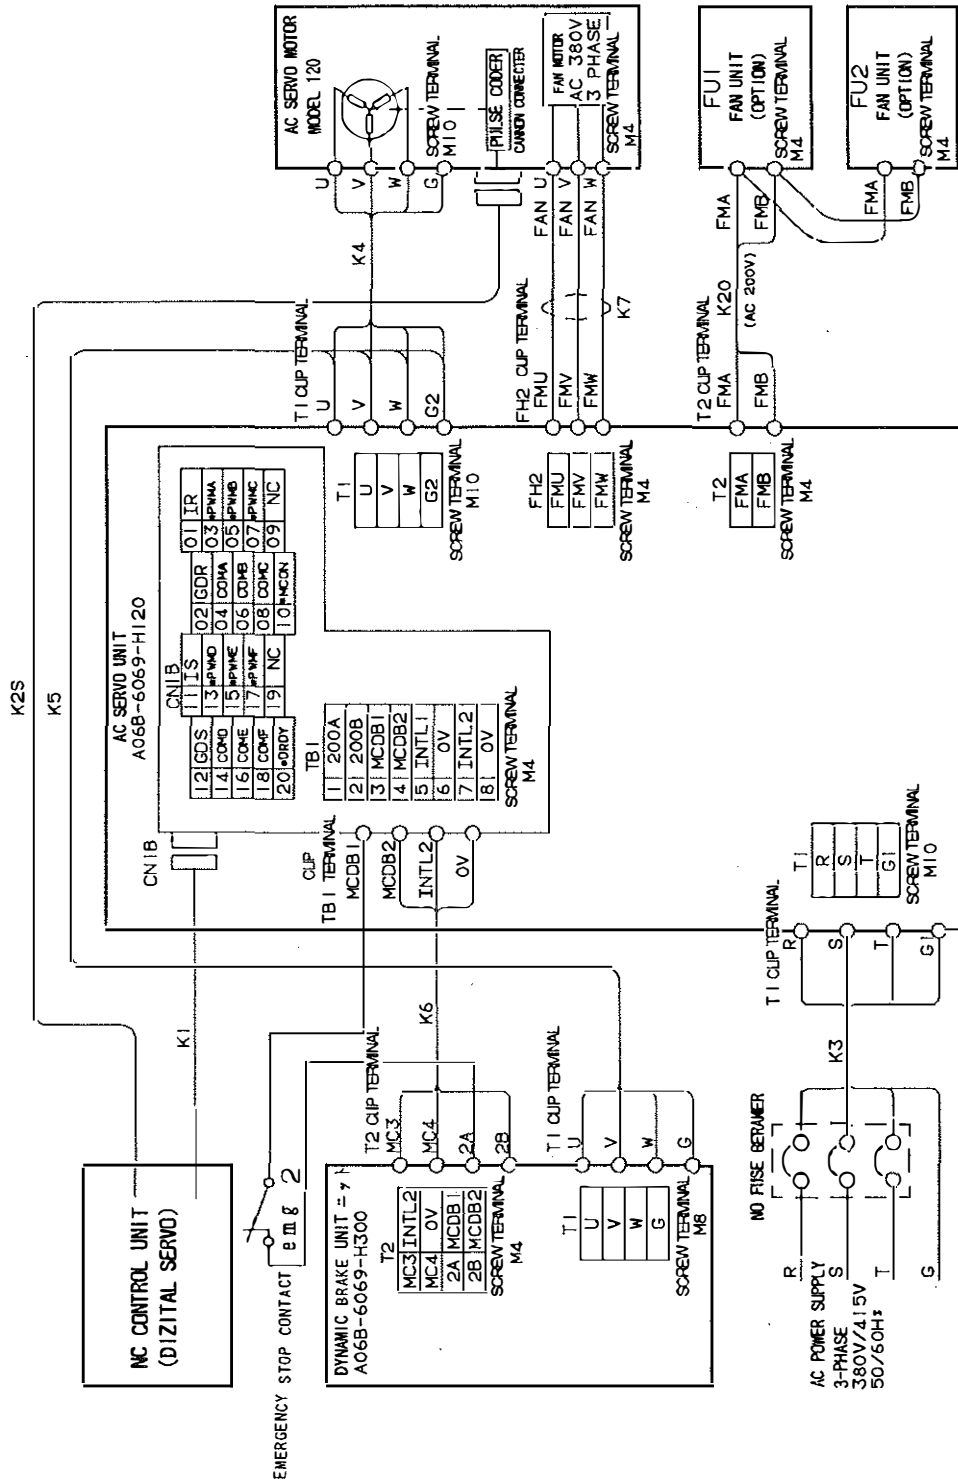 AC SERVO MOTOR
MODEL 120
SCREW TERMINAL
M10
PULSE CODER
CANNON CONNECTER
FAN MOTOR
AC 380V
3 PHASE
SCREW TERMINAL
M4
FU1
FAN UNIT
(OPTION)
SCREW TERMINAL
M4
FU2
FAN UNIT
(OPTION)
SCREW TERMINAL
M4
U
V
W
G
FAN U
FAN V
FAN W
FMA
FMB
FMA
FMB
K4
K7
K20
(AC 200V)
T1 CLIP TERMINAL
U
V
W
G2
FH2 CLIP TERMINAL
FMU
FMV
FMW
T2 CLIP TERMINAL
FMA
FMB
T1
U
V
W
G2
SCREW TERMINAL
M10
FH2
FMU
FMV
FMW
SCREW TERMINAL
M4
T2
FMA
FMB
SCREW TERMINAL
M4
K2S
K5
AC SERVO UNIT
A06B-6069-H120
CN1B
12 GDS 11 IS 02 GDR 01 IR
14 COMD 13 *PWMD 04 COMA 03 *PWMA
16 COME 15 *PWME 06 COMB 05 *PWMB
18 COMF 17 *PWMF 08 COMC 07 *PWMC
20 *DRDY 19 NC 10 *MCON 09 NC
TB1
1 200A
2 200B
3 MCDB1
4 MCDB2
5 INTL1
6 0V
7 INTL2
8 0V
SCREW TERMINAL
M4
CN1B
CLIP
TB1 TERMINAL
MCDB1
MCDB2
INTL2
0V
T1
R
S
T
G1
SCREW TERMINAL
M10
T1 CLIP TERMINAL
R
S
T
G1
K1
K6
K3
NC CONTROL UNIT
(DIZITAL SERVO)
EMERGENCY STOP CONTACT
emg 2
T2 CLIP TERMINAL
MC3
MC4
2A
2B
T1 CLIP TERMINAL
U
V
W
G
DYNAMIC BRAKE UNIT
A06B-6069-H300
T2
MC3 INTL2
MC4 0V
2A MCDB1
2B MCDB2
SCREW TERMINAL
M4
T1
U
V
W
G
SCREW TERMINAL
M8
NO FUSE BERAKER
R
S
T
G
AC POWER SUPPLY
3-PHASE
380V/415V
50/60Hz